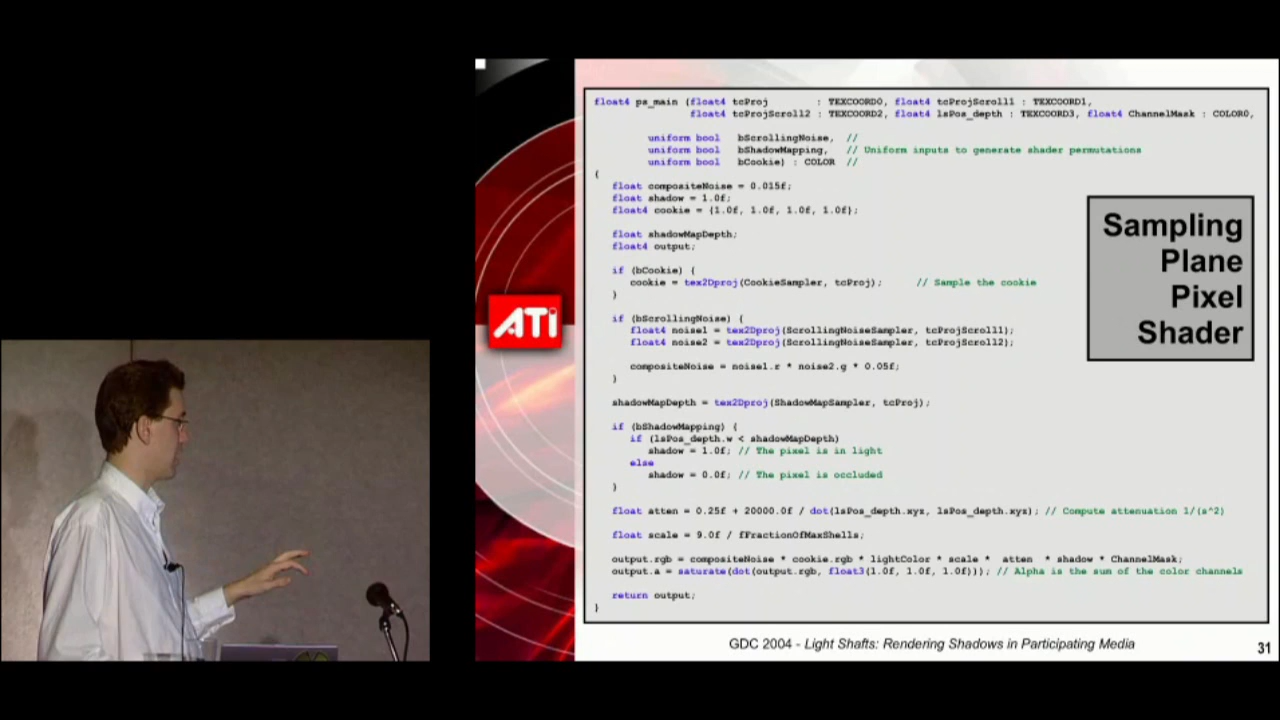 float4 ps_main (float4 tcProj : TEXCOORD0, float4 tcProjScroll1 : TEXCOORD1,
float4 tcProjScroll2 : TEXCOORD2, float4 lsPos_depth : TEXCOORD3, float4 ChannelMask : COLOR0,
uniform bool bScrollingNoise, //
uniform bool bShadowMapping, // Uniform inputs to generate shader permutations
uniform bool bCookie) : COLOR //
{
float compositeNoise = 0.015f;
float shadow = 1.0f;
float4 cookie = {1.0f, 1.0f, 1.0f, 1.0f};
float shadowMapDepth;
float4 output;
if (bCookie) {
cookie = tex2Dproj(CookieSampler, tcProj); // Sample the cookie
}
if (bScrollingNoise) {
float4 noise1 = tex2Dproj(ScrollingNoiseSampler, tcProjScroll1);
float4 noise2 = tex2Dproj(ScrollingNoiseSampler, tcProjScroll2);
compositeNoise = noise1.r * noise2.g * 0.05f;
}
shadowMapDepth = tex2Dproj(ShadowMapSampler, tcProj);
if (bShadowMapping) {
if (lsPos_depth.w < shadowMapDepth)
shadow = 1.0f; // The pixel is in light
else
shadow = 0.0f; // The pixel is occluded
}
float atten = 0.25f + 20000.0f / dot(lsPos_depth.xyz, lsPos_depth.xyz); // Compute attenuation 1/(s^2)
float scale = 9.0f / fFractionOfMaxShells;
output.rgb = compositeNoise * cookie.rgb * lightColor * scale * atten * shadow * ChannelMask;
output.a = saturate(dot(output.rgb, float3(1.0f, 1.0f, 1.0f))); // Alpha is the sum of the color channels
return output;
}
Sampling
Plane
Pixel
Shader
ATi
GDC 2004 - Light Shafts: Rendering Shadows in Participating Media
31